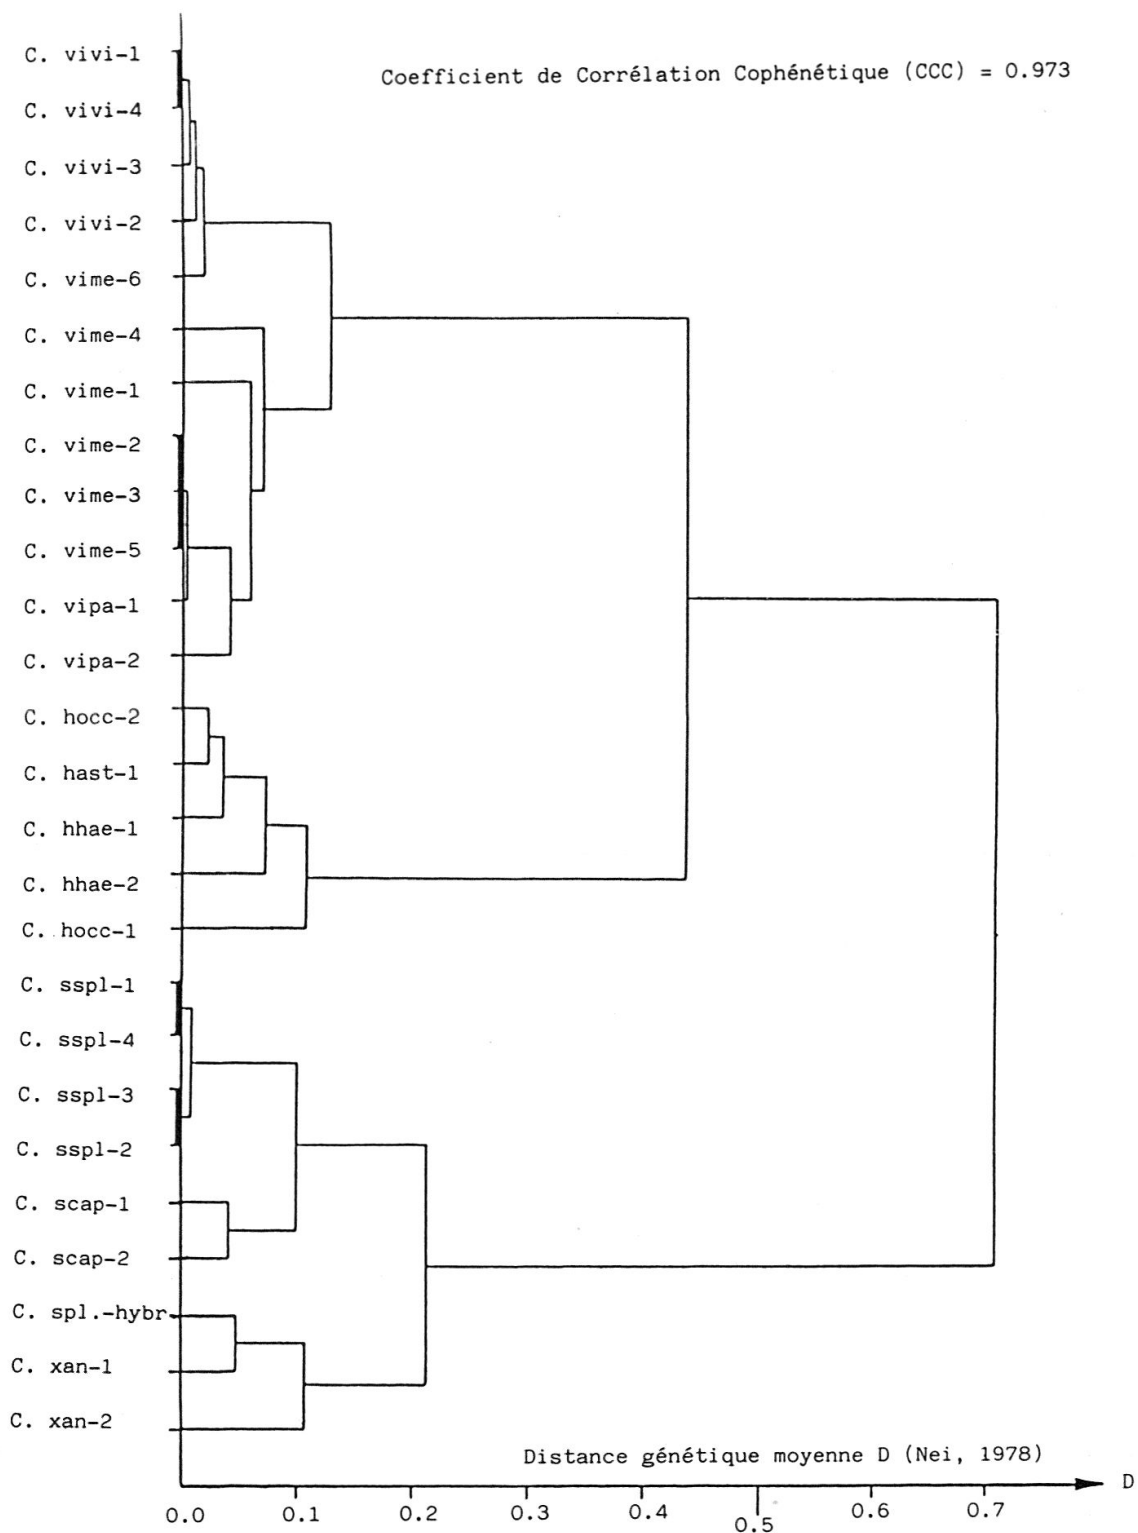 C. vivi-1
Coefficient de Corrélation Cophénétique (CCC) = 0.973
C. vivi-4
C. vivi-3
C. vivi-2
C. vime-6
C. vime-4
C. vime-1
C. vime-2
C. vime-3
C. vime-5
C. vipa-1
C. vipa-2
C. hocc-2
C. hast-1
C. hhae-1
C. hhae-2
C. hocc-1
C. sspl-1
C. sspl-4
C. sspl-3
C. sspl-2
C. scap-1
C. scap-2
C. spl.-hybr.
C. xan-1
C. xan-2
Distance génétique moyenne D (Nei, 1978)
D
0.0 0.1 0.2 0.3 0.4 0.5 0.6 0.7